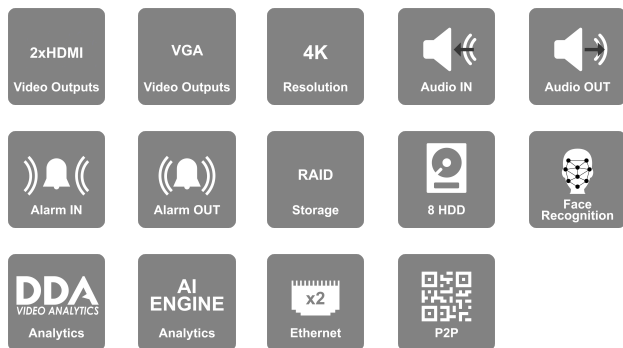 2xHDMI
Video Outputs
VGA
Video Outputs
4K
Resolution
Audio IN
Audio OUT
Alarm IN
Alarm OUT
RAID
Storage
8 HDD
Face
Recognition
DDA
VIDEO ANALYTICS
Analytics
AI
ENGINE
Analytics
x2
Ethernet
P2P